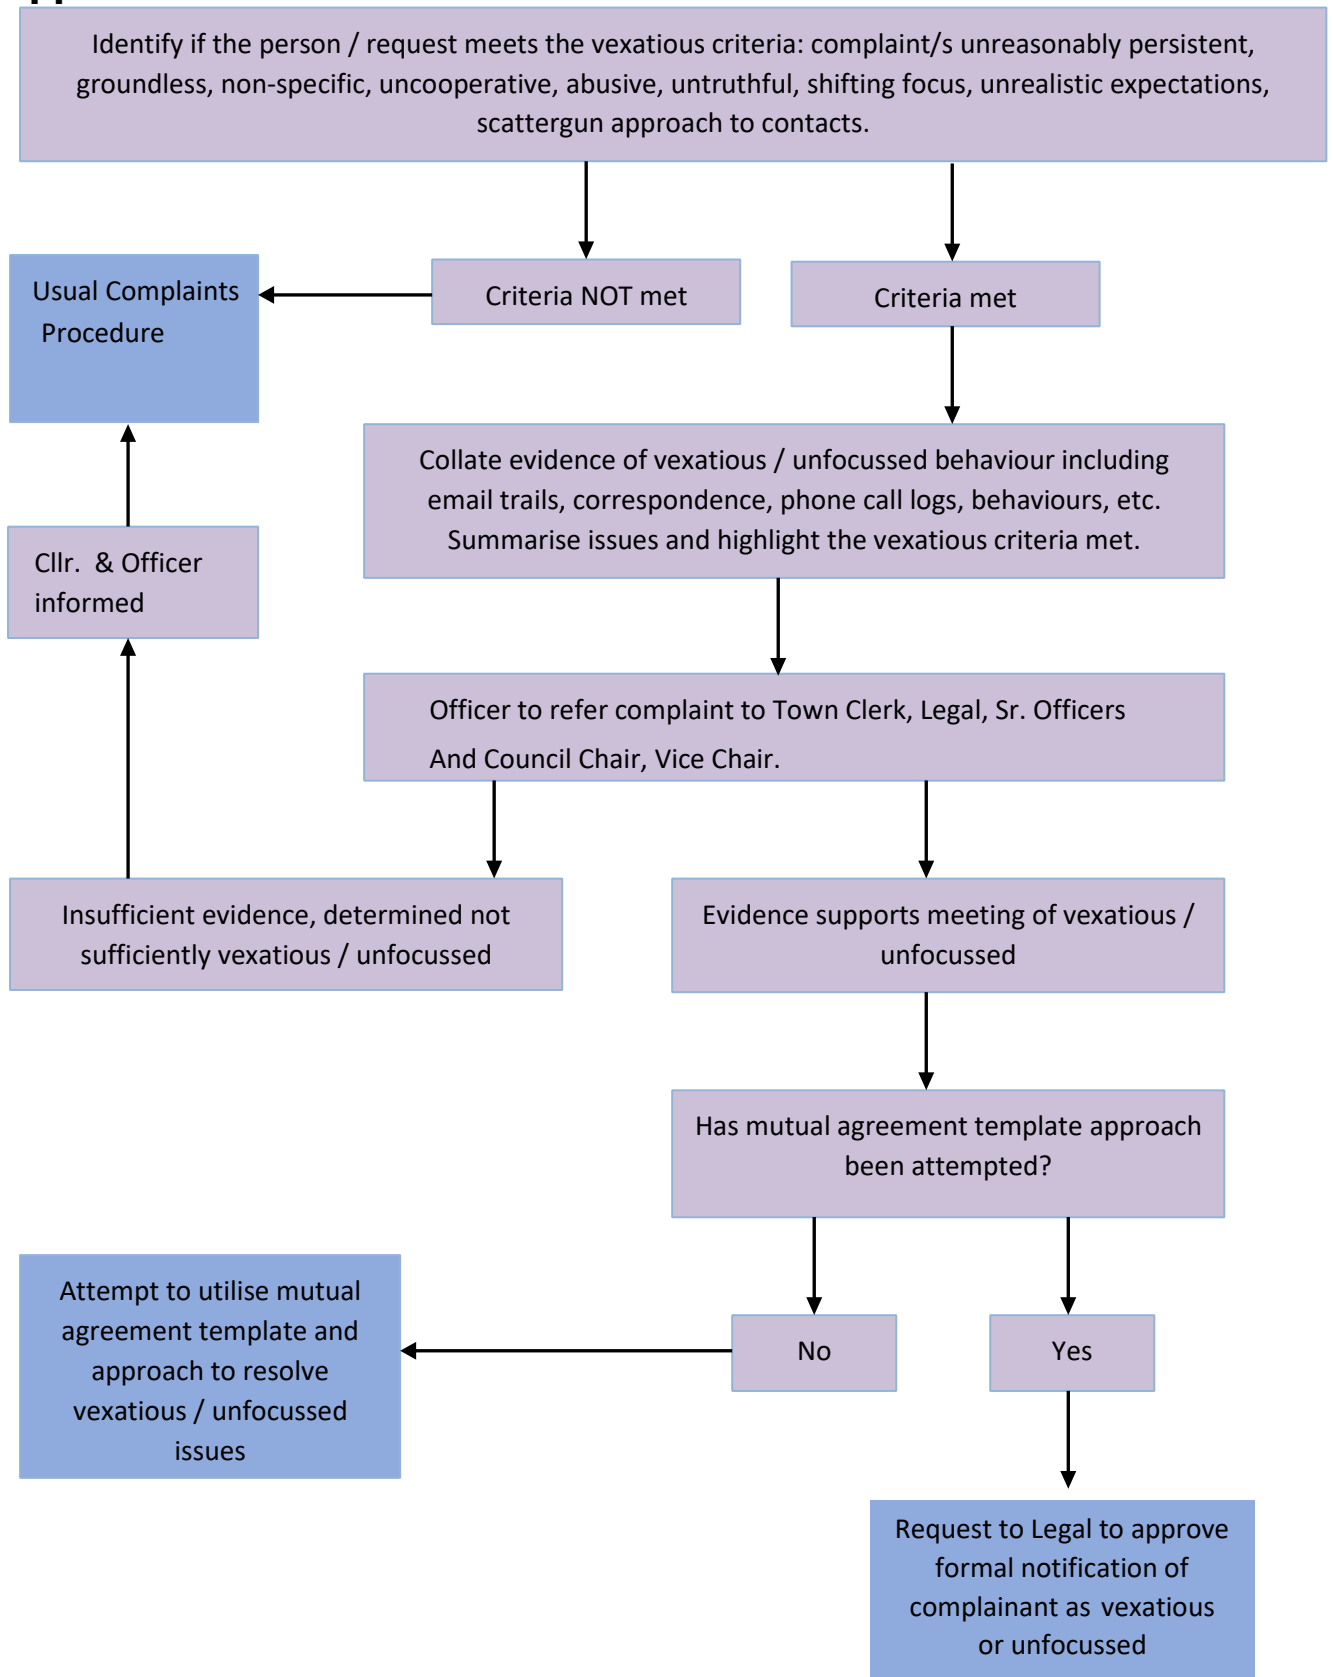 Identify if the person / request meets the vexatious criteria: complaint/s unreasonably persistent,
groundless, non-specific, uncooperative, abusive, untruthful, shifting focus, unrealistic expectations,
scattergun approach to contacts.
Usual Complaints
Procedure
Criteria NOT met
Criteria met
Collate evidence of vexatious / unfocussed behaviour including
email trails, correspondence, phone call logs, behaviours, etc.
Summarise issues and highlight the vexatious criteria met.
Cllr. & Officer
informed
Officer to refer complaint to Town Clerk, Legal, Sr. Officers
And Council Chair, Vice Chair.
Insufficient evidence, determined not
sufficiently vexatious / unfocussed
Evidence supports meeting of vexatious /
unfocussed
Has mutual agreement template approach
been attempted?
Attempt to utilise mutual
agreement template and
approach to resolve
vexatious / unfocussed
issues
No
Yes
Request to Legal to approve
formal notification of
complainant as vexatious
or unfocussed